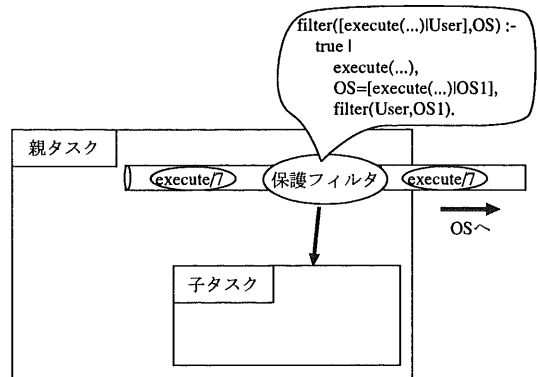 filter([execute(...)|User],OS) :-
true |
execute(...),
OS=[execute(...)|OS1],
filter(User,OS1).
親タスク
execute/7
保護フィルタ
execute/7
OSへ
子タスク